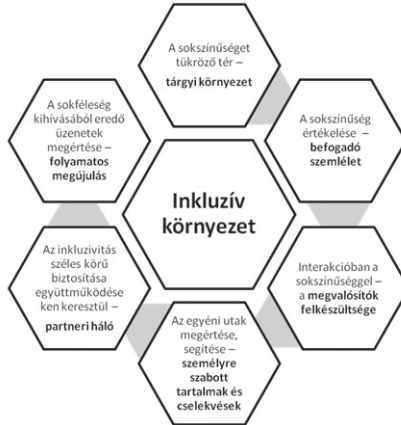 A sokszínűséget
tükröző tér –
tárgyi környezet
A sokszínűség
értékelése –
befogadó
szemlélet
Interakcióban a
sokszínűséggel –
a megvalósítók
felkészültsége
Az egyéni utak
megértése,
segítése –
személyre
szabott
tartalmak és
cselekvések
Az inkluzivitás
széles körű
biztosítása
együttműködése
ken keresztül –
partneri háló
A sokféleség
kihívásából eredő
üzenetek
megértése –
folyamatos
megújulás
Inkluzív
környezet